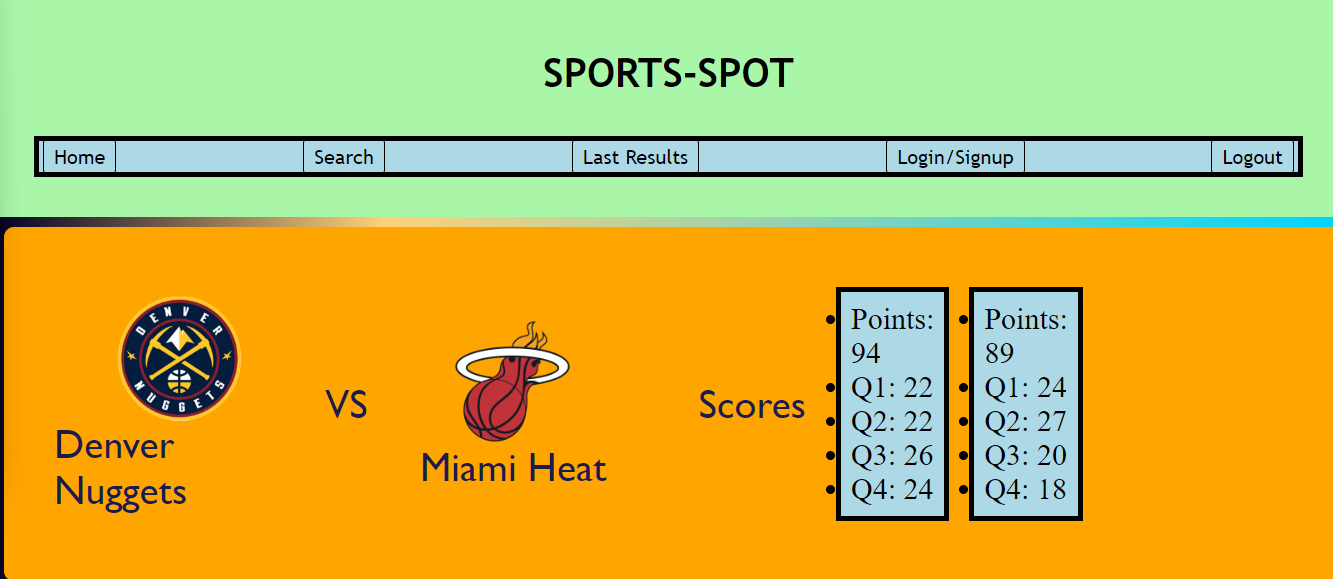 SPORTS-SPOT
Home Search Last Results Login/Signup Logout
DENVER
NUGGETS
Denver
Nuggets
VS
Miami Heat
Scores
Points:
94
Q1: 22
Q2: 22
Q3: 26
Q4: 24
Points:
89
Q1: 24
Q2: 27
Q3: 20
Q4: 18